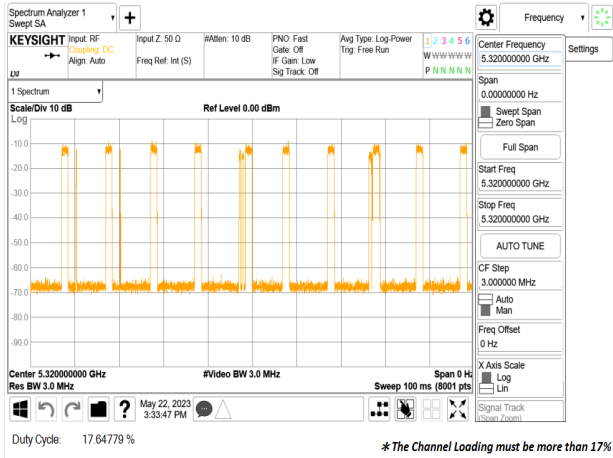 Spectrum Analyzer 1
Swept SA
Frequency
KEYSIGHT
Input: RF
Coupling: DC
Align: Auto
Input Z: 50 Ω
Freq Ref: Int (S)
#Atten: 10 dB
PNO: Fast
Gate: Off
IF Gain: Low
Sig Track: Off
Avg Type: Log-Power
Trig: Free Run
1 2 3 4 5 6
W W W W W W
P N N N N N
LXI
Center Frequency
5.320000000 GHz
Settings
Span
0.00000000 Hz
Swept Span
Zero Span
Full Span
Start Freq
5.320000000 GHz
Stop Freq
5.320000000 GHz
AUTO TUNE
CF Step
3.000000 MHz
Auto
Man
Freq Offset
0 Hz
X Axis Scale
Log
Lin
Signal Track
(Span Zoom)
1 Spectrum
Scale/Div 10 dB
Ref Level 0.00 dBm
Log
-10.0
-20.0
-30.0
-40.0
-50.0
-60.0
-70.0
-80.0
-90.0
Center 5.320000000 GHz
#Video BW 3.0 MHz
Span 0 Hz
Res BW 3.0 MHz
Sweep 100 ms (8001 pts
?
May 22, 2023
3:33:47 PM
Duty Cycle: 17.64779 %
* The Channel Loading must be more than 17%